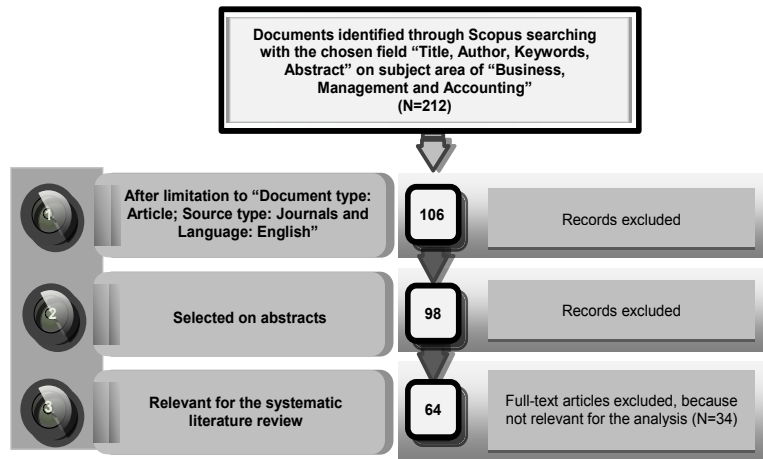 Documents identified through Scopus searching
with the chosen field “Title, Author, Keywords,
Abstract” on subject area of “Business,
Management and Accounting”
(N=212)
1
After limitation to “Document type:
Article; Source type: Journals and
Language: English”
106
Records excluded
2
Selected on abstracts
98
Records excluded
3
Relevant for the systematic
literature review
64
Full-text articles excluded, because
not relevant for the analysis (N=34)